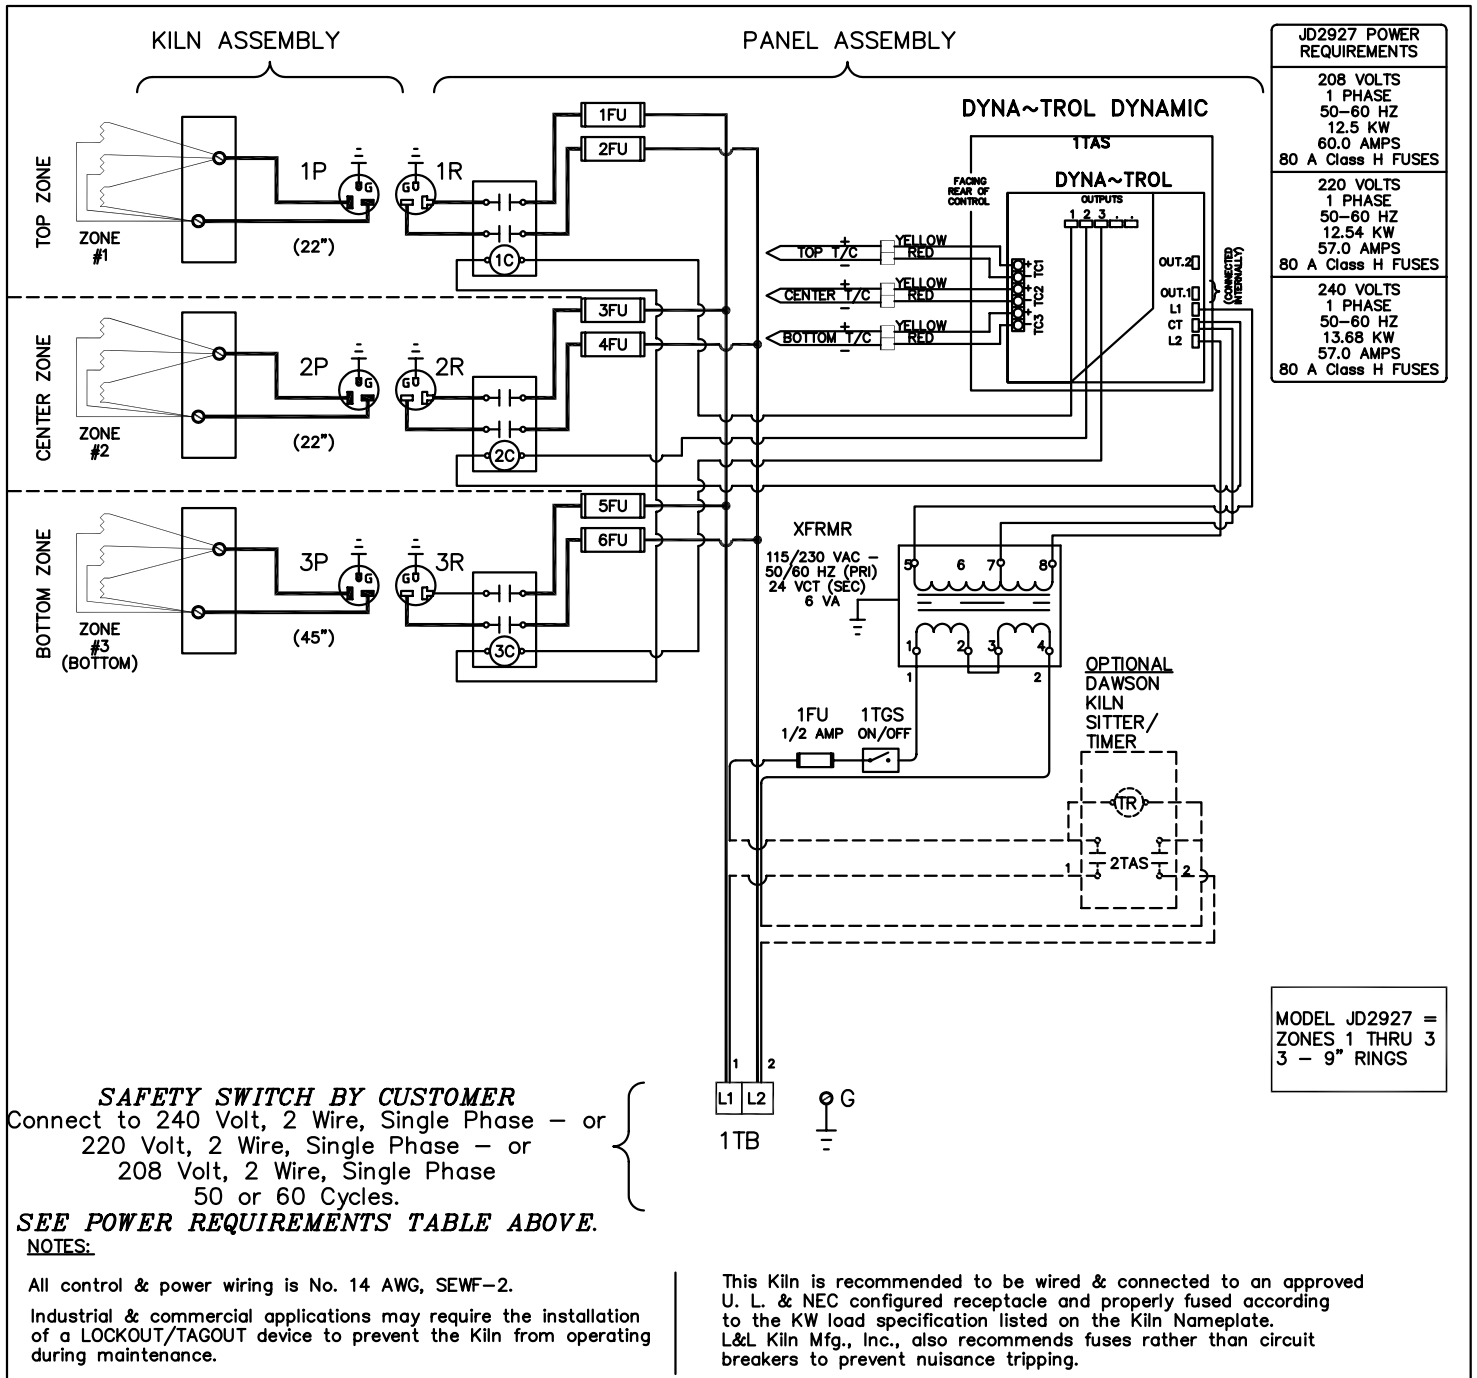 KILN ASSEMBLY
PANEL ASSEMBLY
JD2927 POWER
REQUIREMENTS
208 VOLTS
1 PHASE
50-60 HZ
12.5 KW
60.0 AMPS
80 A Class H FUSES
220 VOLTS
1 PHASE
50-60 HZ
12.54 KW
57.0 AMPS
80 A Class H FUSES
240 VOLTS
1 PHASE
50-60 HZ
13.68 KW
57.0 AMPS
80 A Class H FUSES
DYNA~TROL DYNAMIC
1TAS
FACING
REAR OF
CONTROL
DYNA~TROL
OUTPUTS
1 2 3 . .
OUT.2
OUT.1
(CONNECTED
INTERNALLY)
L1
CT
L2
+ TOP T/C -
YELLOW
RED
+ CENTER T/C -
YELLOW
RED
+ BOTTOM T/C -
YELLOW
RED
+ - TC1
+ - TC2
+ - TC3
TOP ZONE
ZONE
#1
1P
G
(22")
G
1R
1C
1FU
2FU
CENTER ZONE
ZONE
#2
2P
G
(22")
G
2R
2C
3FU
4FU
BOTTOM ZONE
ZONE
#3
(BOTTOM)
3P
G
(45")
G
3R
3C
5FU
6FU
XFRMR
115/230 VAC -
50/60 HZ (PRI)
24 VCT (SEC)
6 VA
5 6 7 8
1 2 3 4
1 2
1FU
1/2 AMP
1TGS
ON/OFF
OPTIONAL
DAWSON
KILN
SITTER/
TIMER
TR
1 2TAS 2
1 2
L1 L2
1TB
G
MODEL JD2927 =
ZONES 1 THRU 3
3 - 9" RINGS
SAFETY SWITCH BY CUSTOMER
Connect to 240 Volt, 2 Wire, Single Phase - or
220 Volt, 2 Wire, Single Phase - or
208 Volt, 2 Wire, Single Phase
50 or 60 Cycles.
SEE POWER REQUIREMENTS TABLE ABOVE.
NOTES:
All control & power wiring is No. 14 AWG, SEWF-2.
Industrial & commercial applications may require the installation
of a LOCKOUT/TAGOUT device to prevent the Kiln from operating
during maintenance.
This Kiln is recommended to be wired & connected to an approved
U. L. & NEC configured receptacle and properly fused according
to the KW load specification listed on the Kiln Nameplate.
L&L Kiln Mfg., Inc., also recommends fuses rather than circuit
breakers to prevent nuisance tripping.